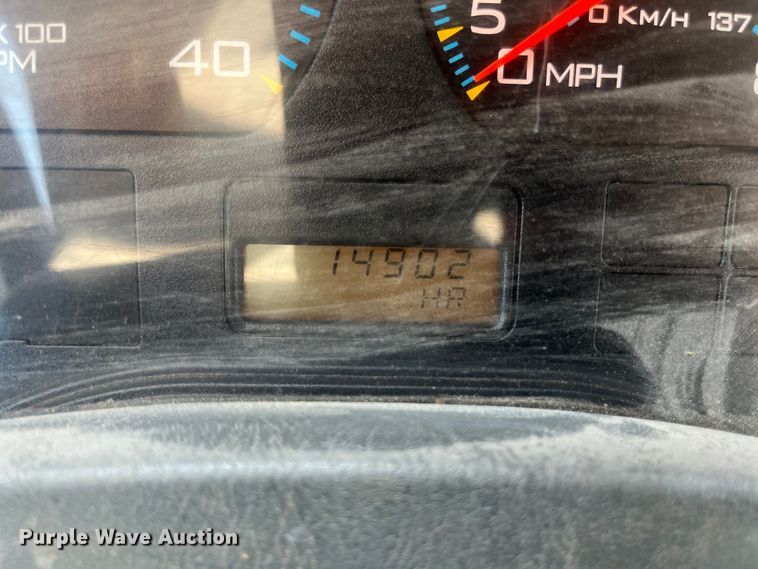 X 100
PM
40
5
0 MPH
0 KM/H 137
14902
HR
Purple Wave Auction